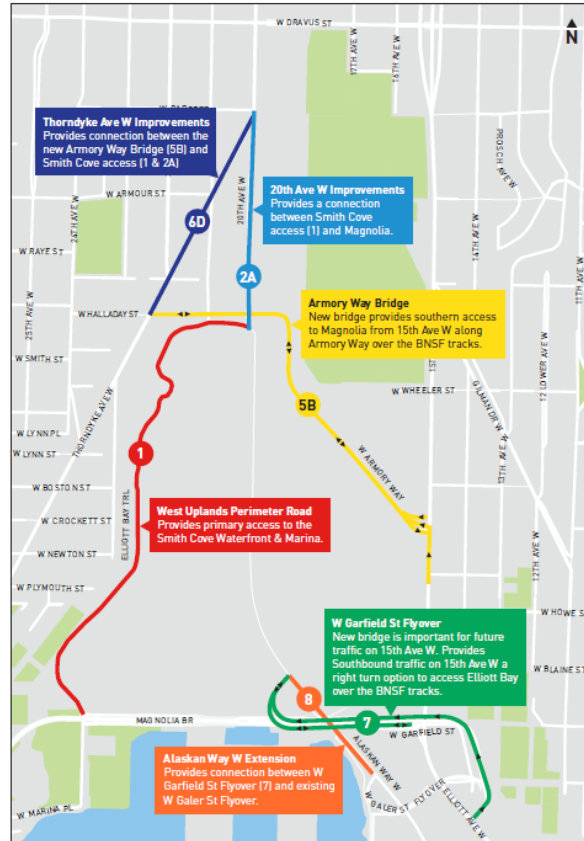 W DRAVUS ST
N
20TH AVE W
17TH AVE W
16TH AVE W
Thorndyke Ave W Improvements
Provides connection between the
new Armory Way Bridge (5B) and
Smith Cove access (1 & 2A)
PROSCH AVE W
W ARMOUR ST
20TH AVE W
20th Ave W Improvements
Provides a connection
between Smith Cove
access (1) and Magnolia.
24TH AVE W
6D
14TH AVE W
11TH AVE W
W RAYE ST
2A
25TH AVE W
W HALLADAY ST
Armory Way Bridge
New bridge provides southern access
to Magnolia from 15th Ave W along
Armory Way over the BNSF tracks.
W SMITH ST
THORNDYKE AVE W
W WHEELER ST
GILMAN DR W
12 LOWER AVE W
5B
W LYNN PL
W LYNN ST
1
W ARMORY WAY
13TH AVE W
W BOSTON ST
ELLIOTT BAY TRL
West Uplands Perimeter Road
Provides primary access to the
Smith Cove Waterfront & Marina.
W CROCKETT ST
W NEWTON ST
12TH AVE W
W PLYMOUTH ST
W HOWE S
W Garfield St Flyover
New bridge is important for future
traffic on 15th Ave W. Provides
Southbound traffic on 15th Ave W a
right turn option to access Elliott Bay
over the BNSF tracks.
W BLAINE ST
8
MAGNOLIA BR
7
W GARFIELD ST
Alaskan Way W Extension
Provides connection between W
Garfield St Flyover (7) and existing
W Galer St Flyover.
ALASKAN WAY W
W GALER ST FLYOVER
ELLIOTT AVE W
W MARINA PL